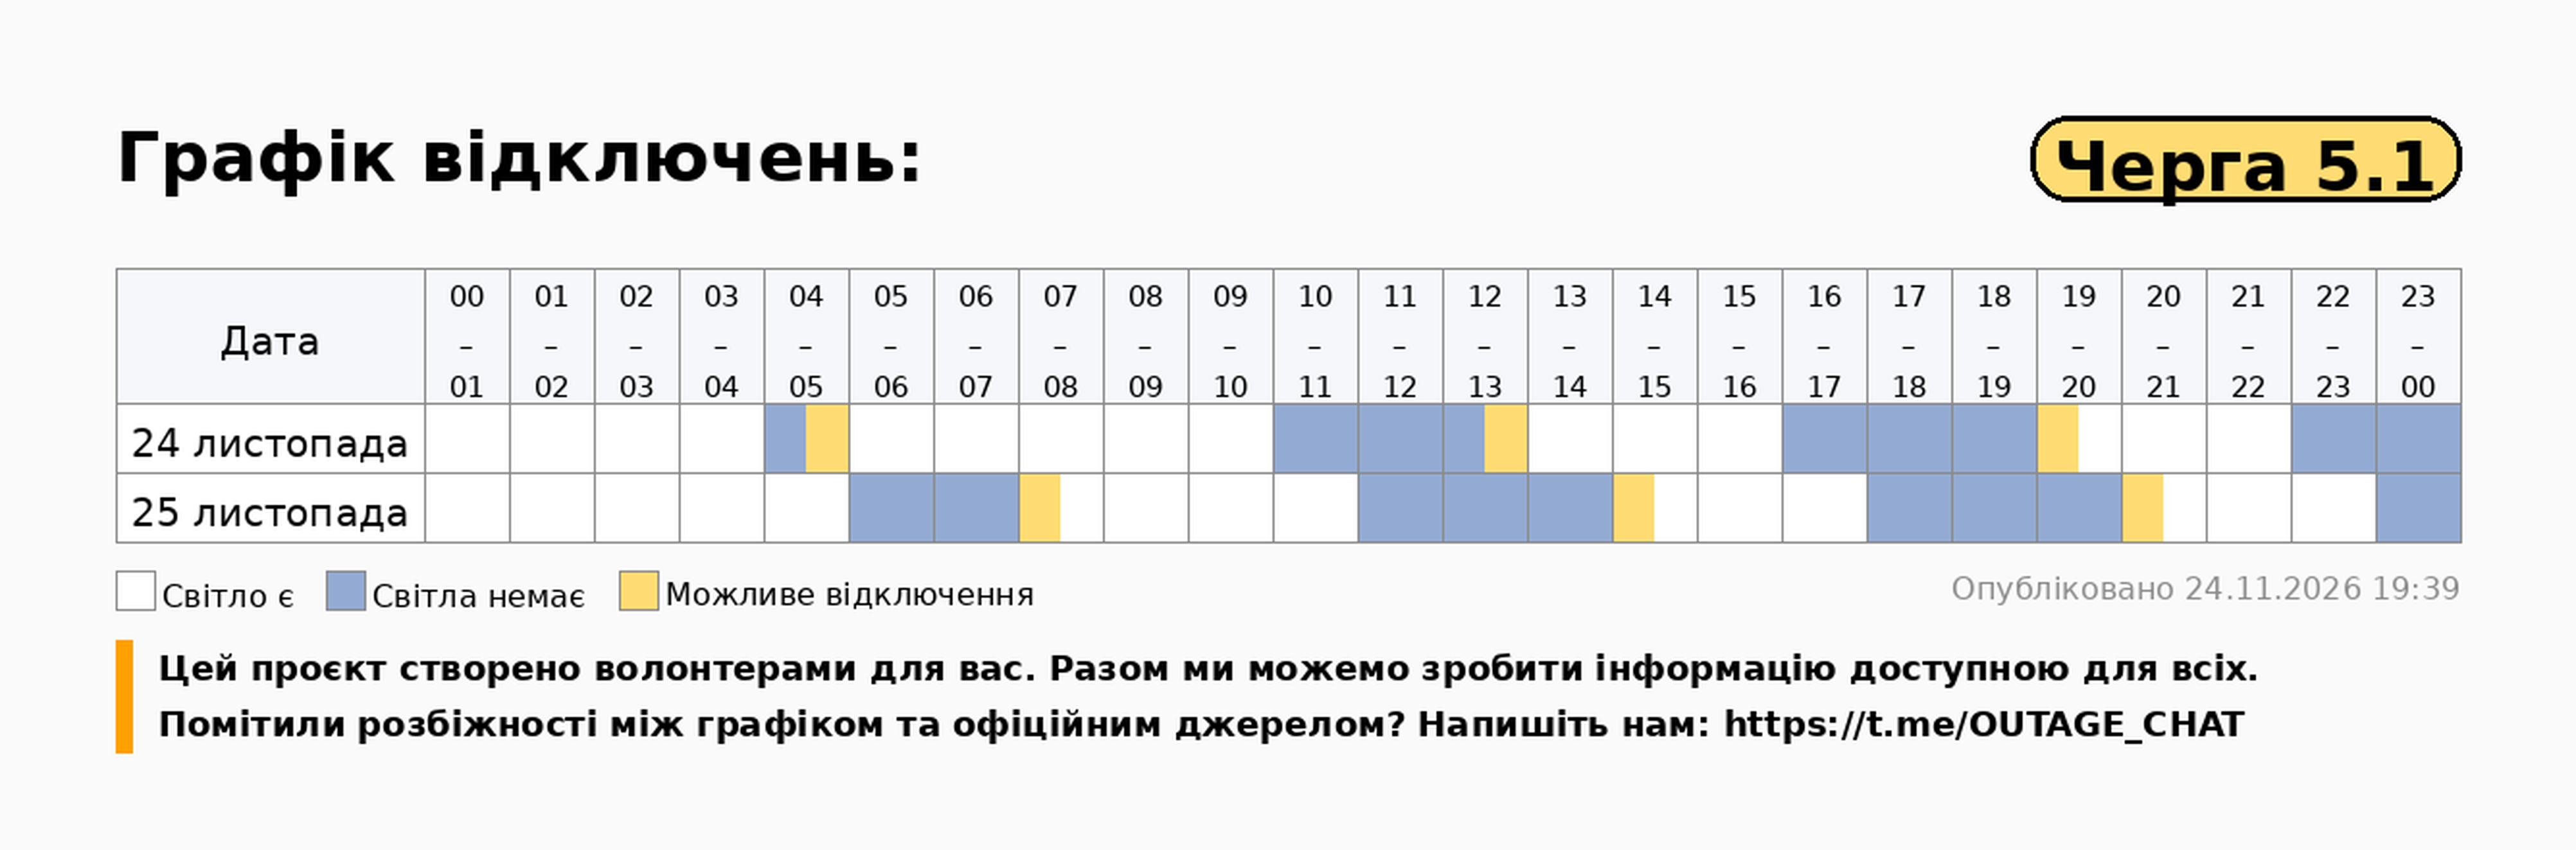 Графік відключень:
Черга 5.1
Дата 00 – 01 01 – 02 02 – 03 03 – 04 04 – 05 05 – 06 06 – 07 07 – 08 08 – 09 09 – 10 10 – 11 11 – 12 12 – 13 13 – 14 14 – 15 15 – 16 16 – 17 17 – 18 18 – 19 19 – 20 20 – 21 21 – 22 22 – 23 23 – 00
24 листопада
25 листопада
Світло є Світла немає Можливе відключення
Опубліковано 24.11.2026 19:39
Цей проєкт створено волонтерами для вас. Разом ми можемо зробити інформацію доступною для всіх.
Помітили розбіжності між графіком та офіційним джерелом? Напишіть нам: https://t.me/OUTAGE_CHAT